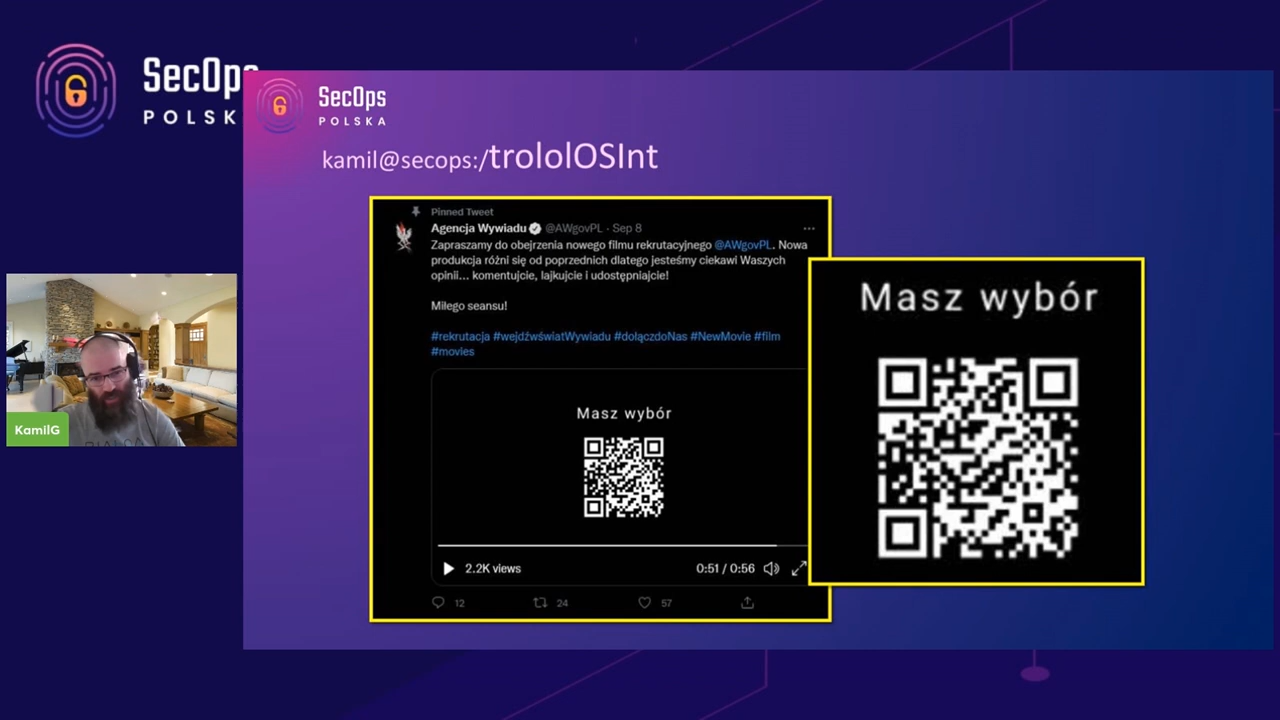 SecOps
POLSK
SecOps
POLSKA
kamil@secops:/trololOSInt
Pinned Tweet
Agencja Wywiadu @AWgovPL · Sep 8
Zapraszamy do obejrzenia nowego filmu rekrutacyjnego @AWgovPL. Nowa
produkcja różni się od poprzednich dlatego jesteśmy ciekawi Waszych
opinii... komentujcie, lajkujcie i udostępniajcie!
Miłego seansu!
#rekrutacja #wejdźwświatWywiadu #dołączdoNas #NewMovie #film
#movies
Masz wybór
2.2K views
0:51 / 0:56
12
24
57
Masz wybór
KamilG